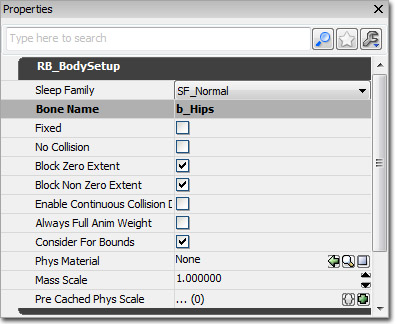 Properties
Type here to search
RB_BodySetup
Sleep Family SF_Normal
Bone Name b_Hips
Fixed
No Collision
Block Zero Extent
Block Non Zero Extent
Enable Continuous Collision D
Always Full Anim Weight
Consider For Bounds
Phys Material None
Mass Scale 1.000000
Pre Cached Phys Scale ... (0)